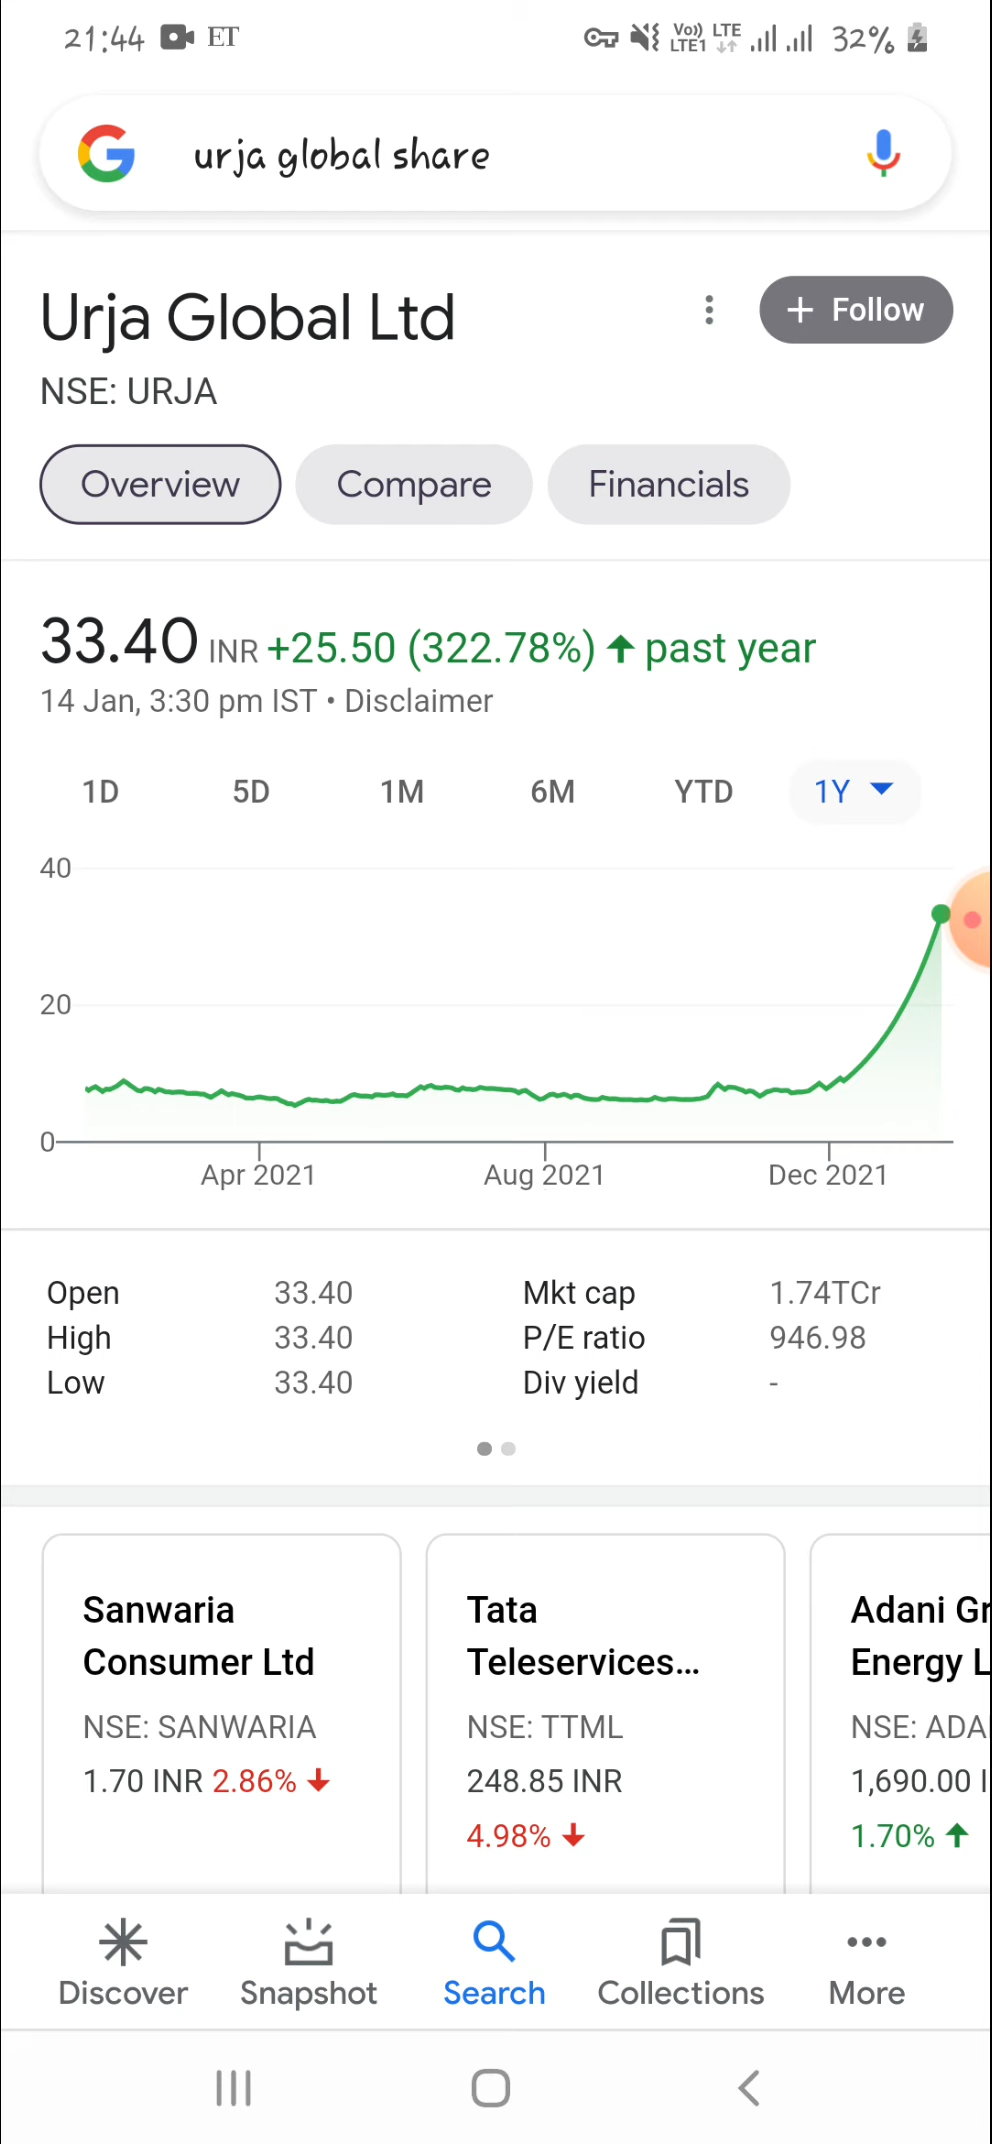 21:44 ET Vo)) LTE1 LTE 32%
urja global share
Urja Global Ltd
+ Follow
NSE: URJA
Overview Compare Financials
33.40 INR +25.50 (322.78%) ↑ past year
14 Jan, 3:30 pm IST • Disclaimer
1D 5D 1M 6M YTD 1Y
40
20
0
Apr 2021 Aug 2021 Dec 2021
Open 33.40 Mkt cap 1.74TCr
High 33.40 P/E ratio 946.98
Low 33.40 Div yield -
Sanwaria
Consumer Ltd
NSE: SANWARIA
1.70 INR 2.86% ↓
Tata
Teleservices...
NSE: TTML
248.85 INR
4.98% ↓
Adani Gr
Energy L
NSE: ADA
1,690.00 I
1.70% ↑
Discover Snapshot Search Collections More